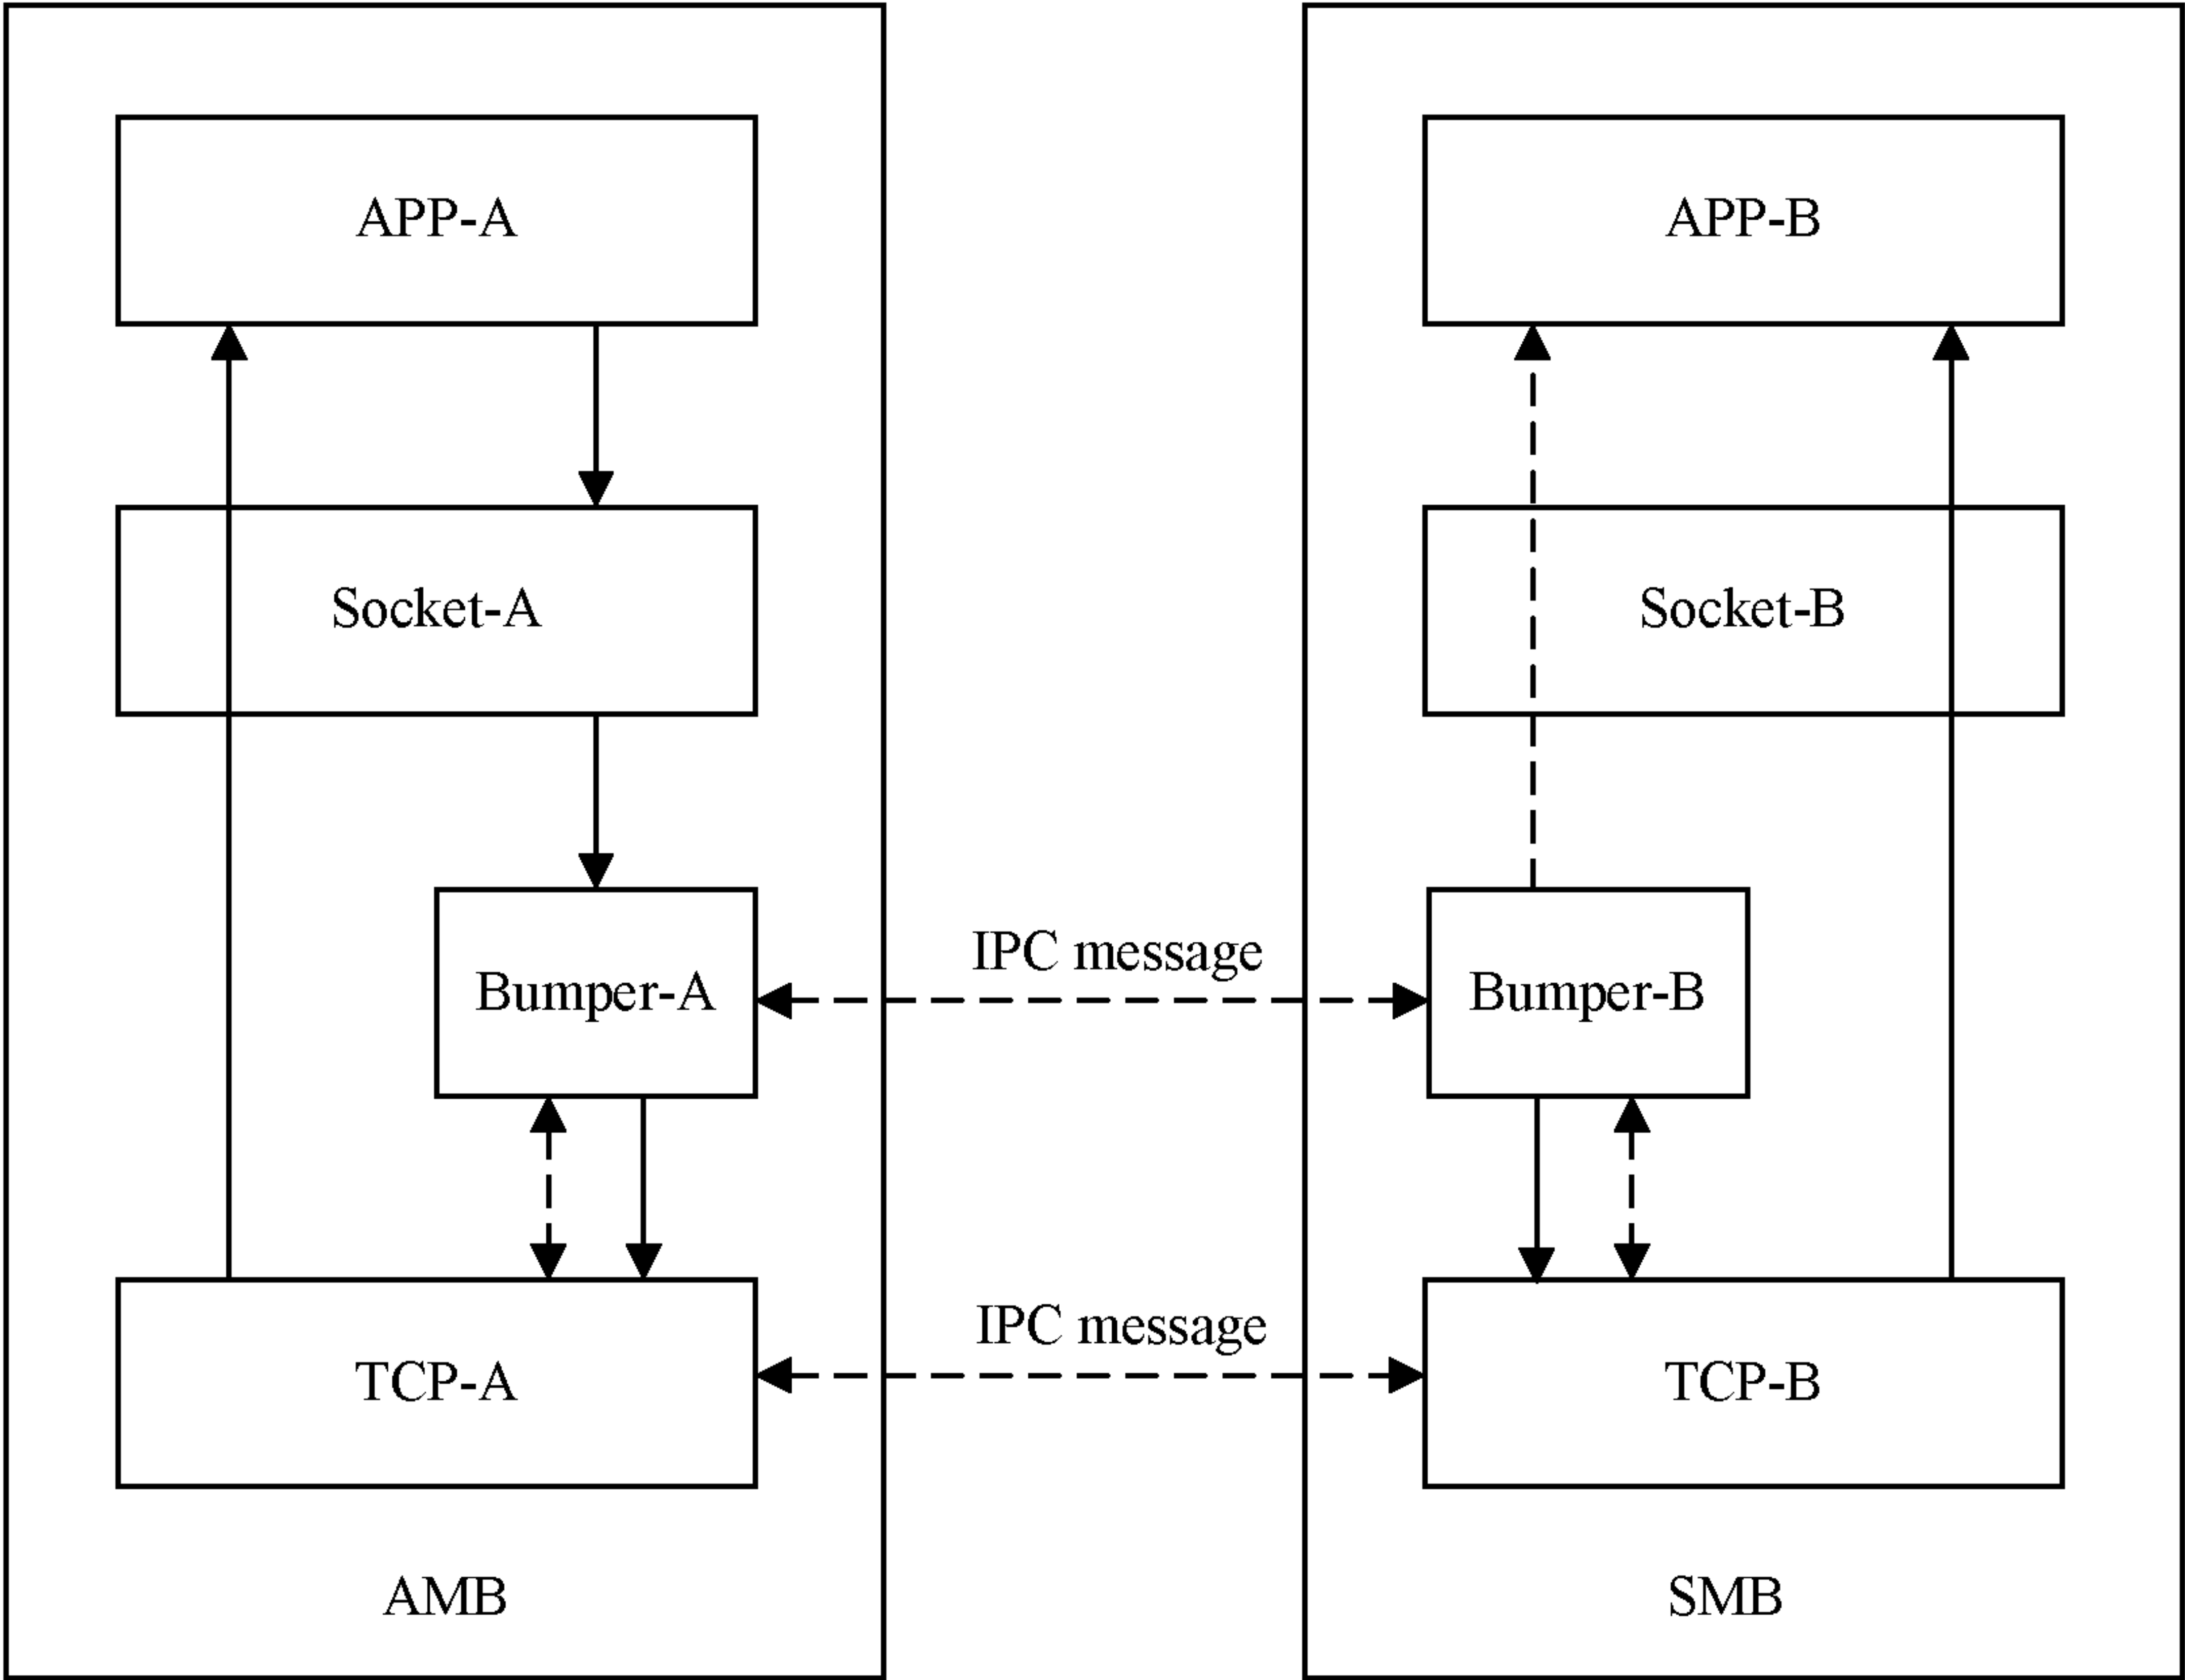 APP-A
APP-B
Socket-A
Socket-B
IPC message
Bumper-A
Bumper-B
IPC message
TCP-A
TCP-B
AMB
SMB